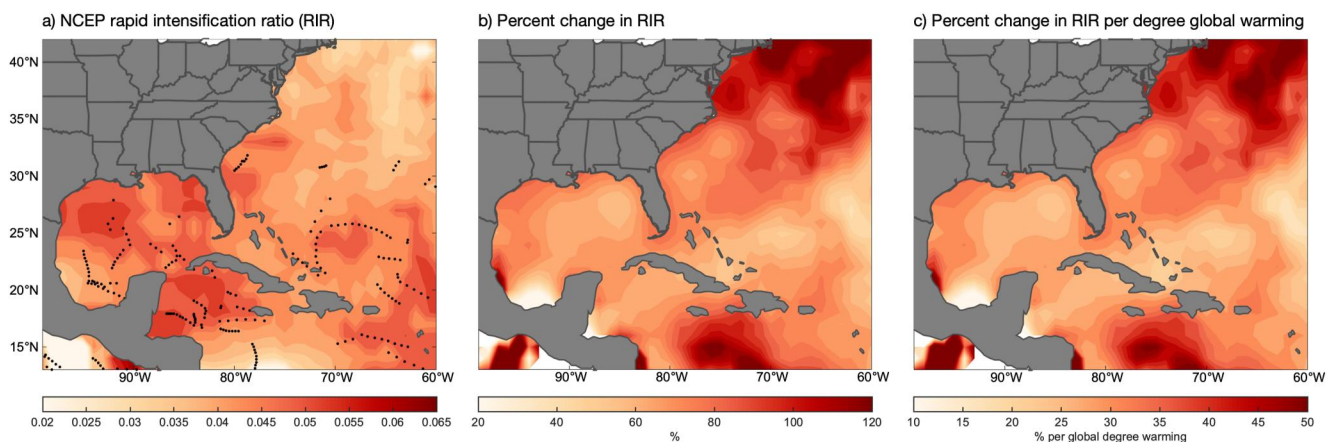 a) NCEP rapid intensification ratio (RIR)
b) Percent change in RIR
c) Percent change in RIR per degree global warming
40°N
35°N
30°N
25°N
20°N
15°N
90°W 80°W 70°W 60°W
90°W 80°W 70°W 60°W
90°W 80°W 70°W 60°W
0.02 0.025 0.03 0.035 0.04 0.045 0.05 0.055 0.06 0.065
20 40 60 80 100 120
%
10 15 20 25 30 35 40 45 50
% per global degree warming